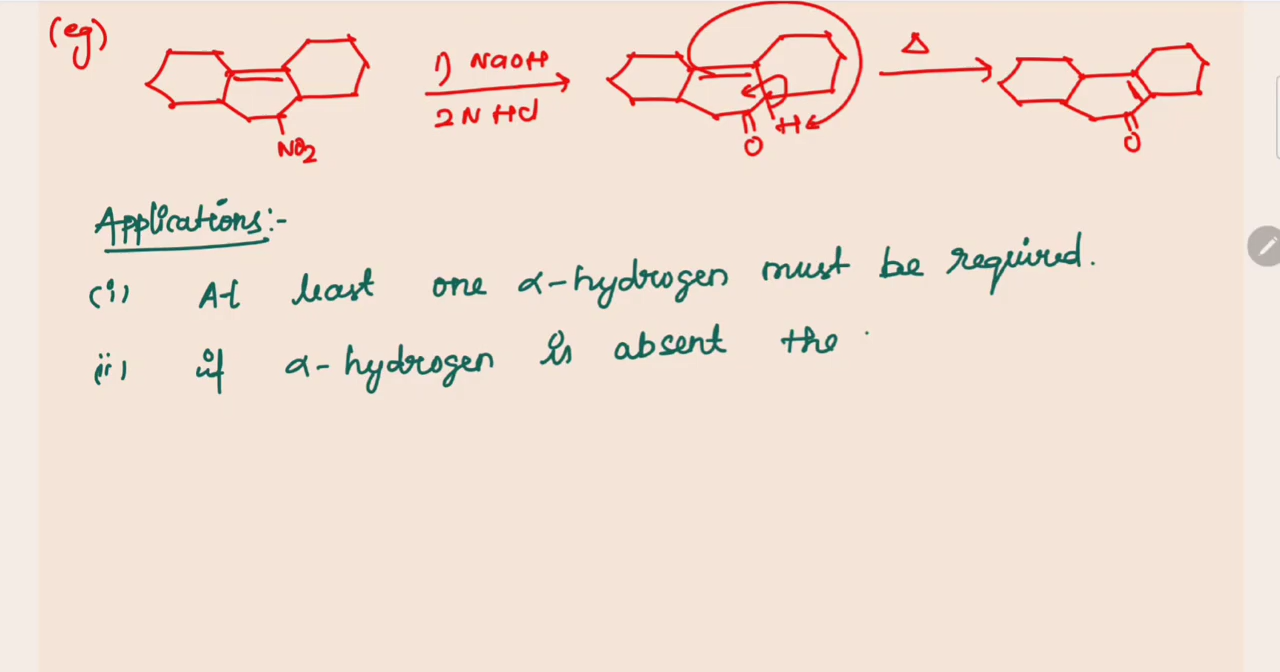 (eg)
1) NaOH
2N HCl
NO2
O
H
Δ
O
Applications:-
(i) At least one α-hydrogen must be required.
(ii) if α-hydrogen is absent the